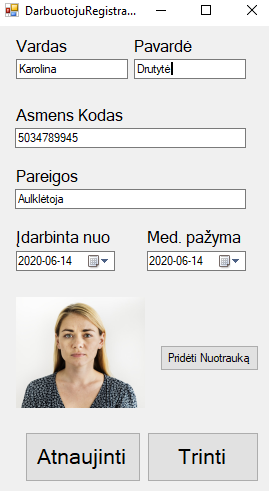 DarbuotojuRegistra...
Vardas Pavardė
Karolina Drutytė
Asmens Kodas
5034789945
Pareigos
Aulklėtoja
Įdarbinta nuo Med. pažyma
2020-06-14 2020-06-14
Pridėti Nuotrauką
Atnaujinti Trinti